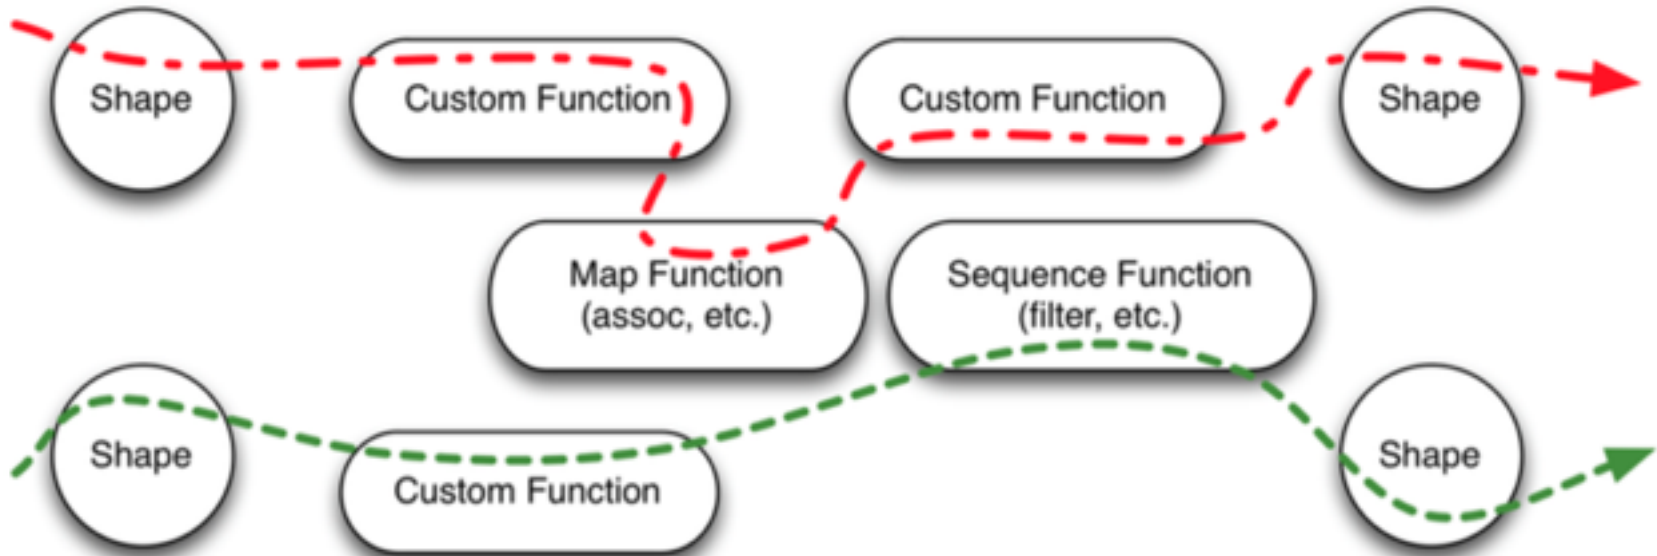 Shape
Custom Function
Custom Function
Shape
Map Function
(assoc, etc.)
Sequence Function
(filter, etc.)
Shape
Custom Function
Shape